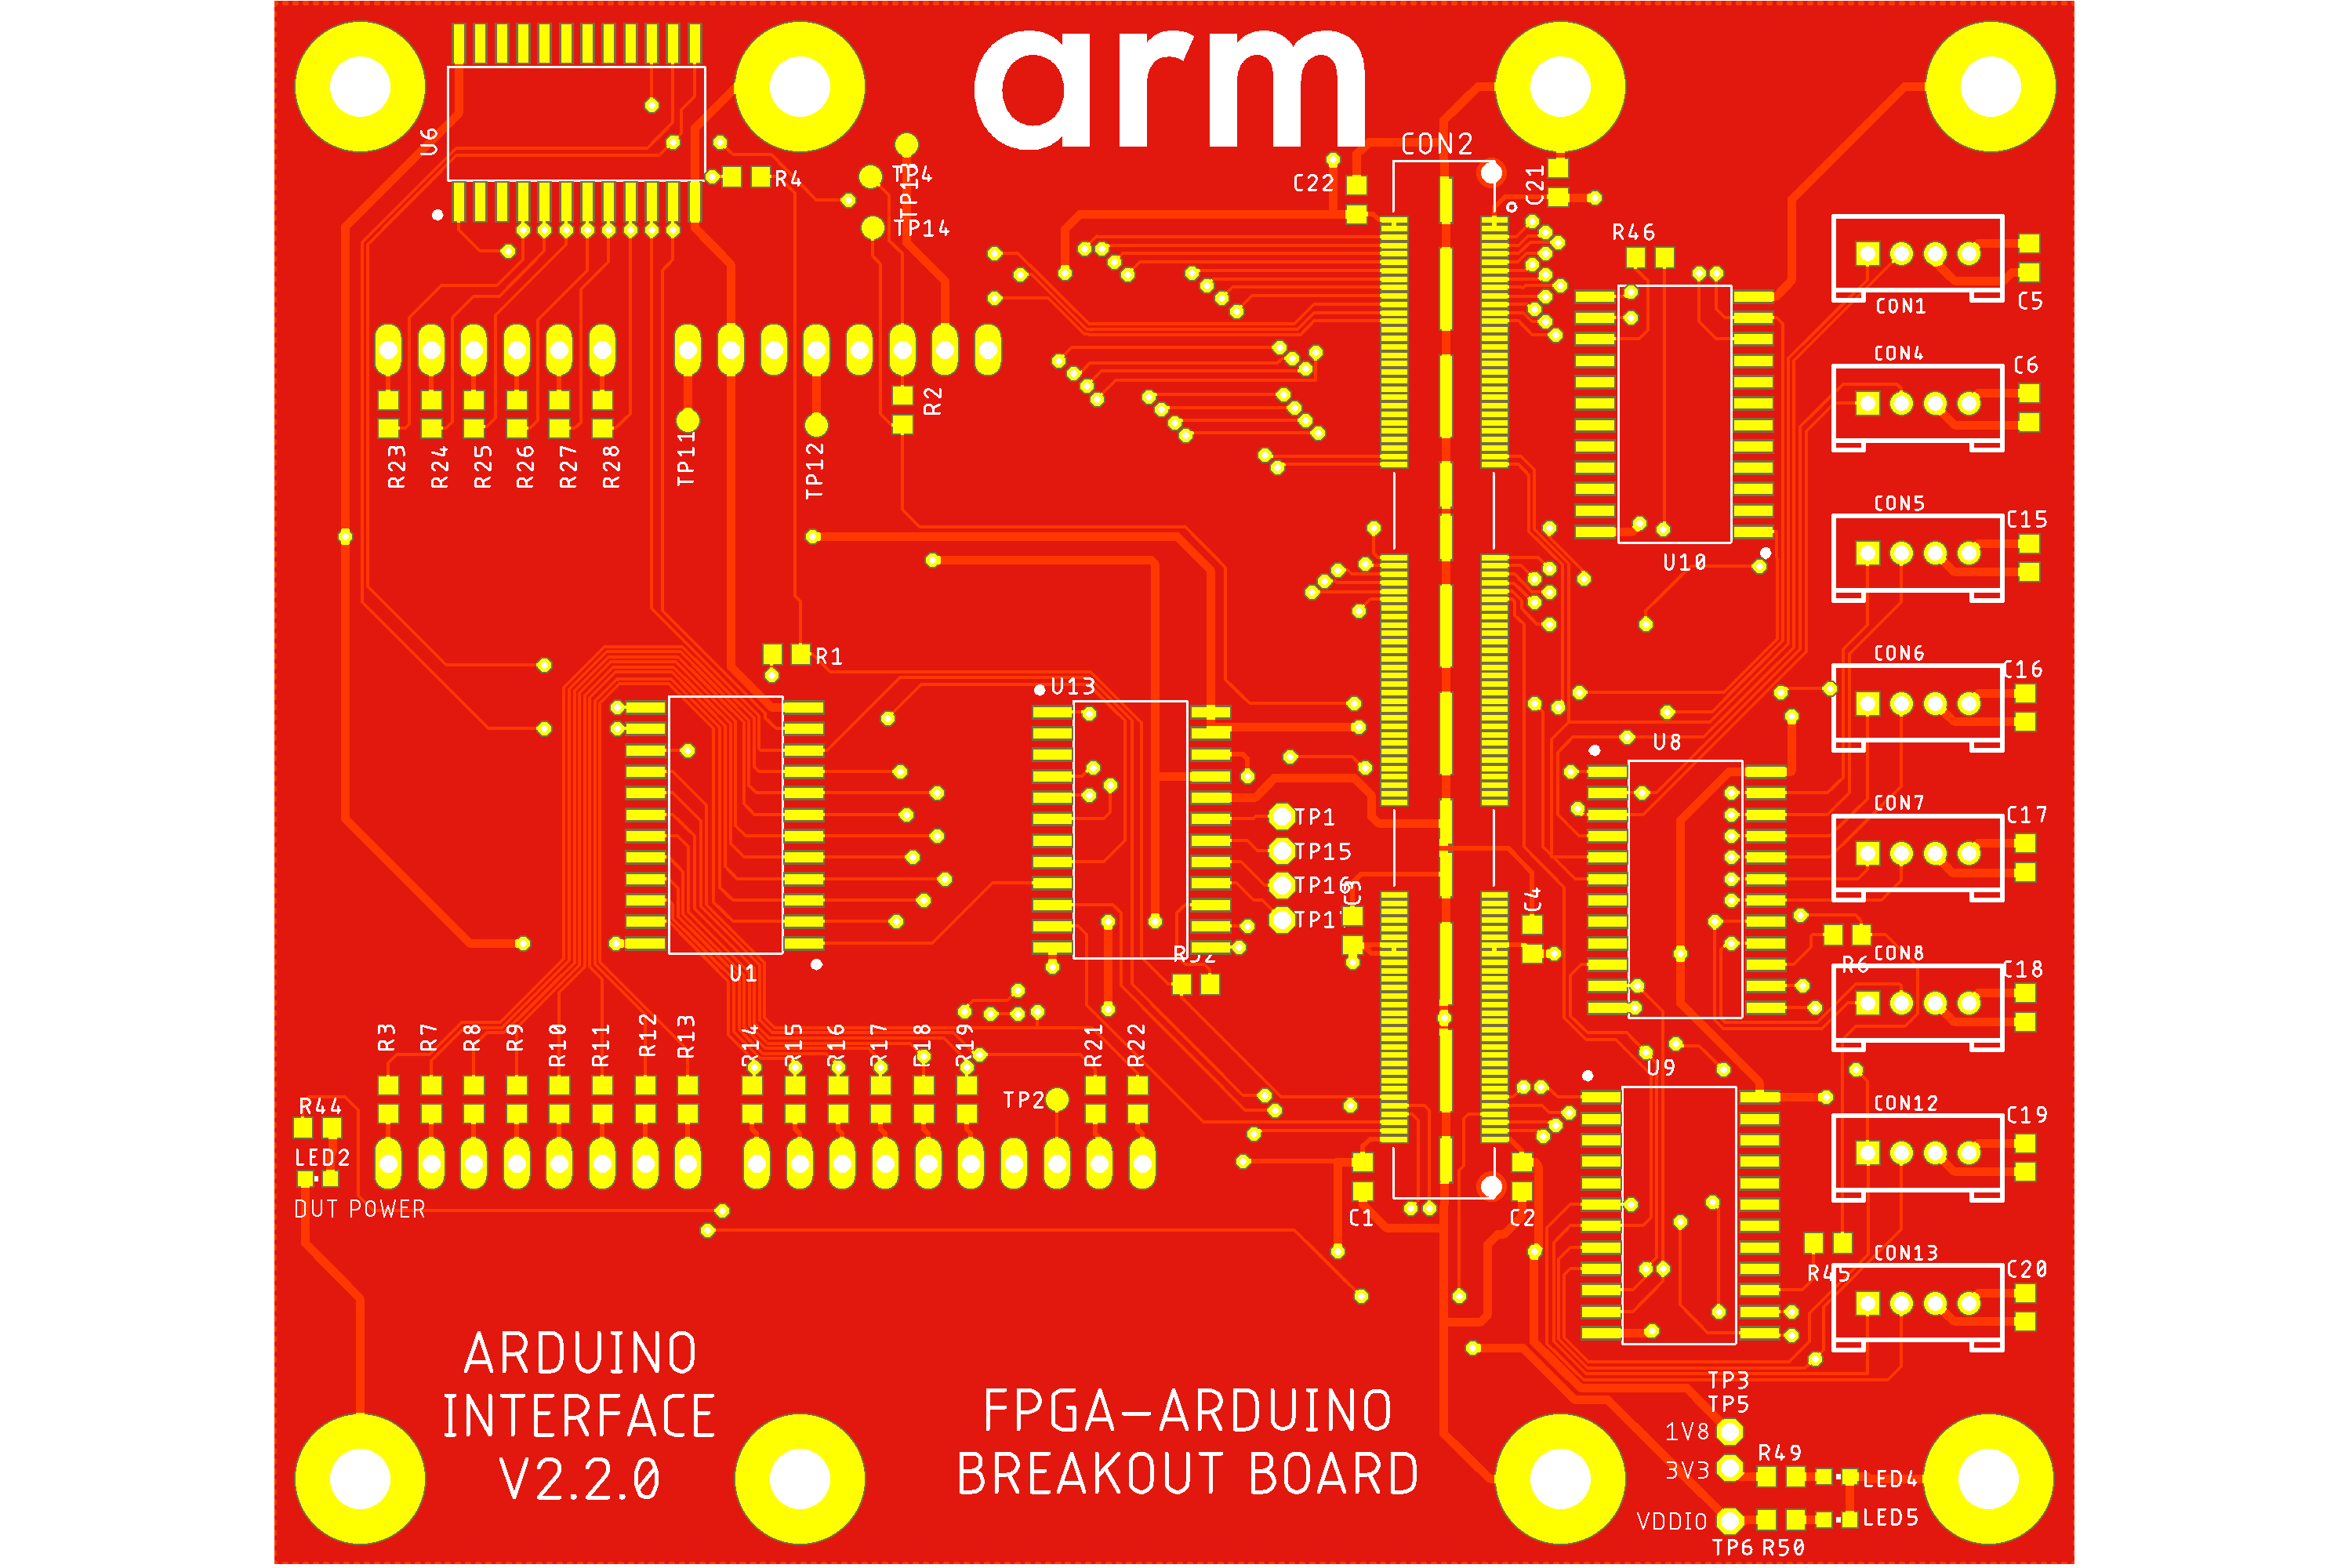 arm
CON2
U6
R4
TP4
TP13
TP14
C22
C21
R46
CON1
C5
CON4
C6
R2
R23
R24
R25
R26
R27
R28
TP11
TP12
CON5
C15
U10
R1
CON6
C16
U13
U8
CON7
C17
TP1
TP15
TP16
C3
C4
U1
R6
CON8
C18
R3
R7
R8
R9
R10
R11
R12
R13
R14
R15
R16
R17
R18
R19
R21
R22
U9
R44
TP2
CON12
C19
LED2
DUT POWER
C1
C2
CON13
R45
C20
ARDUINO
INTERFACE
V2.2.0
FPGA-ARDUINO
BREAKOUT BOARD
TP3
TP5
1V8
3V3
R49
LED4
VDDIO
LED5
TP6
R50